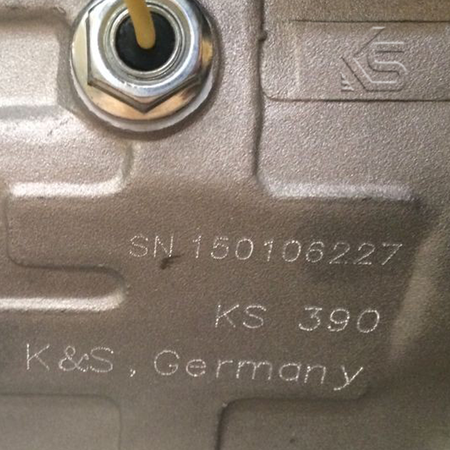 KS
SN 150106227
KS 390
K&S, Germany